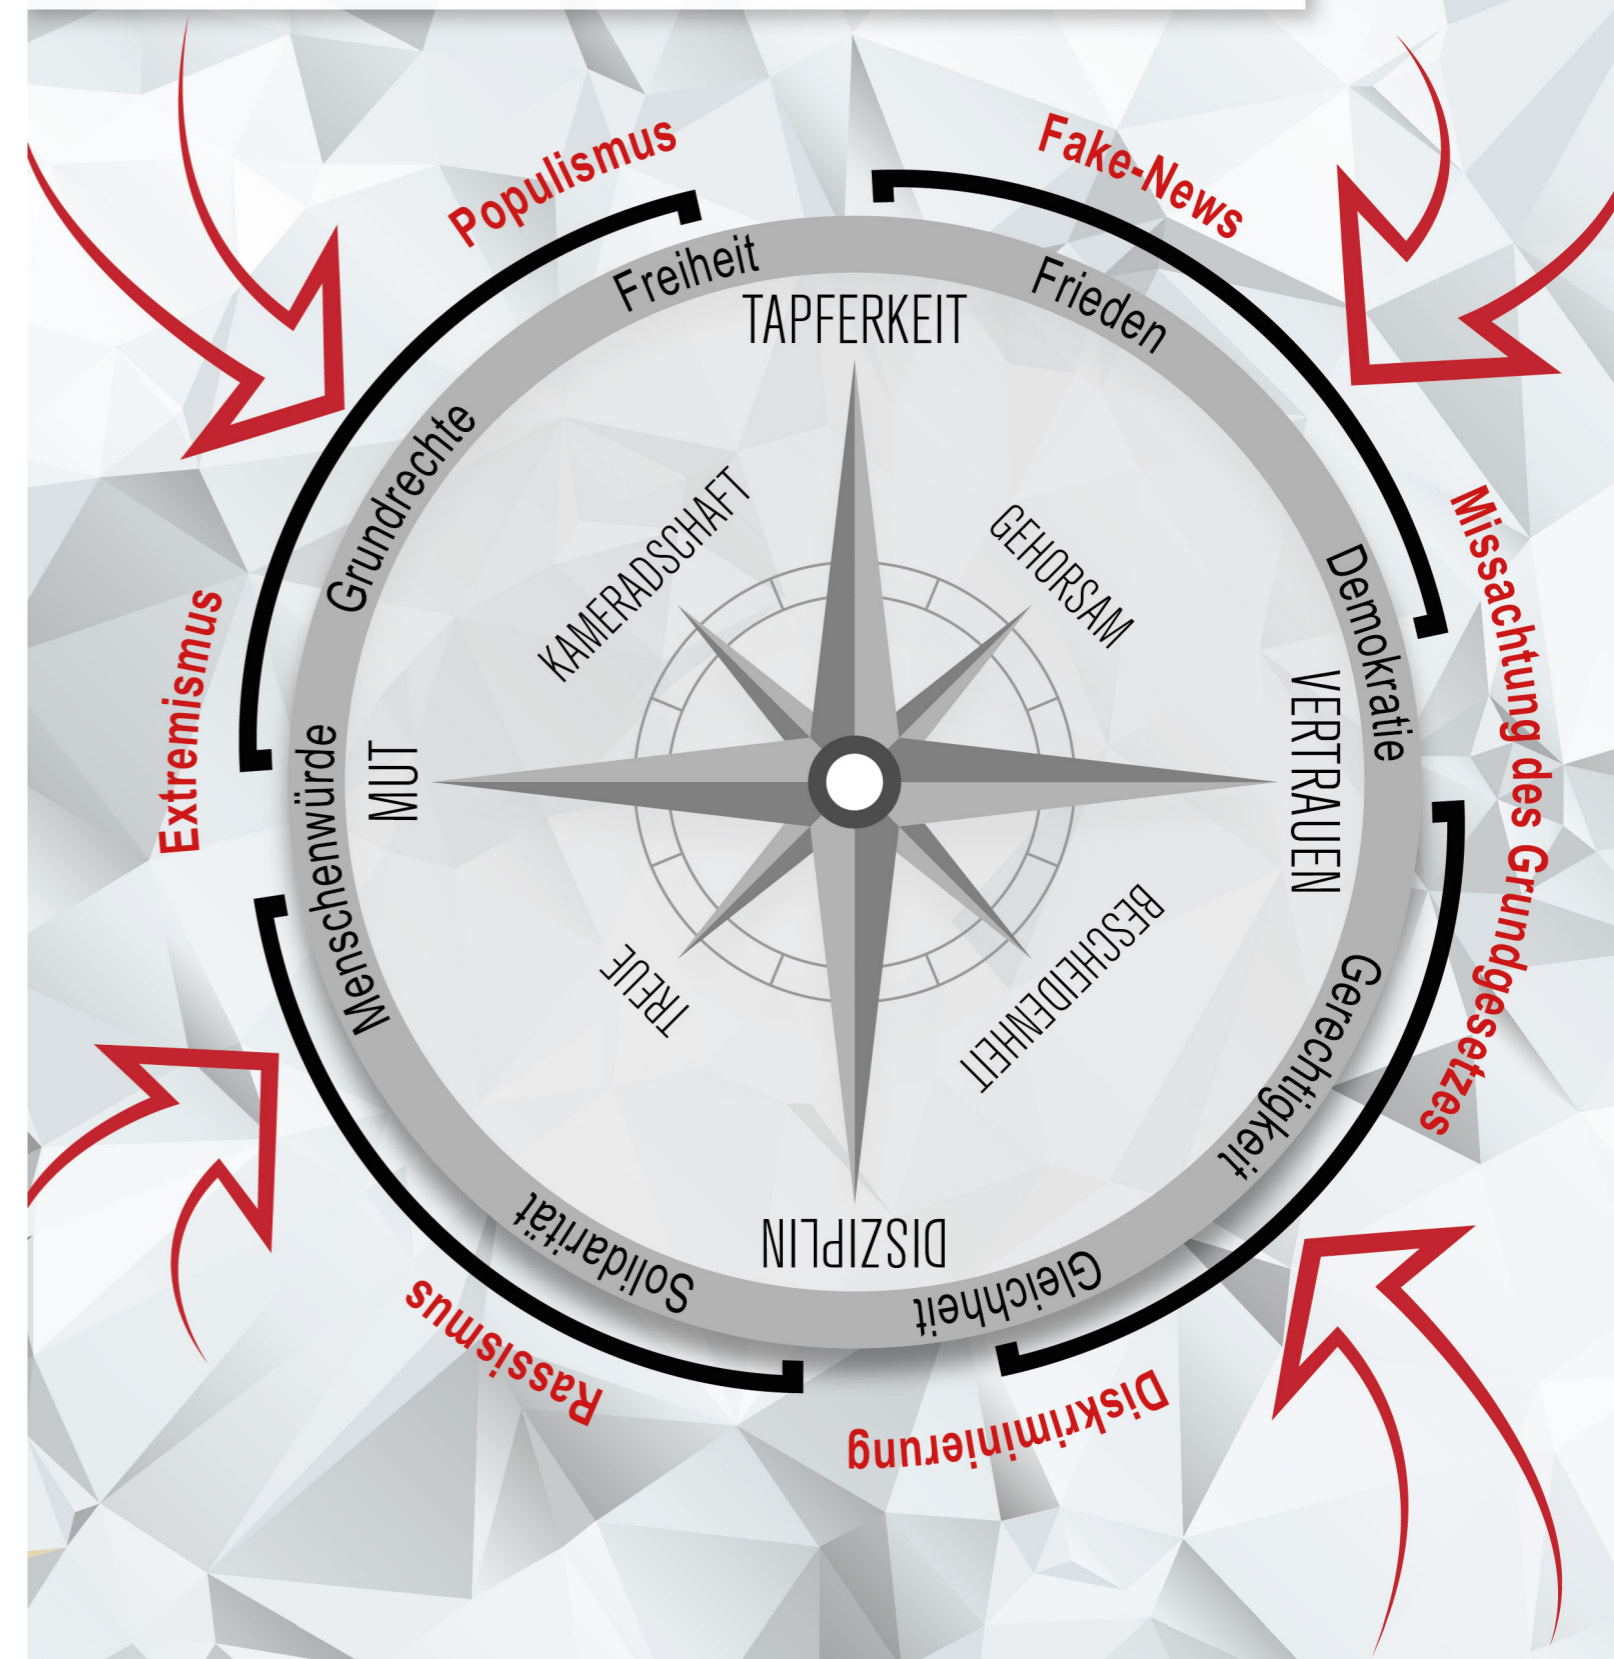 Populismus
Fake-News
Missachtung des Grundgesetzes
Diskriminierung
Rassismus
Extremismus
Freiheit
Frieden
Demokratie
Gerechtigkeit
Gleichheit
Solidarität
Menschenwürde
Grundrechte
TAPFERKEIT
GEHORSAM
VERTRAUEN
BESCHEIDENHEIT
DISZIPLIN
TREUE
MUT
KAMERADSCHAFT